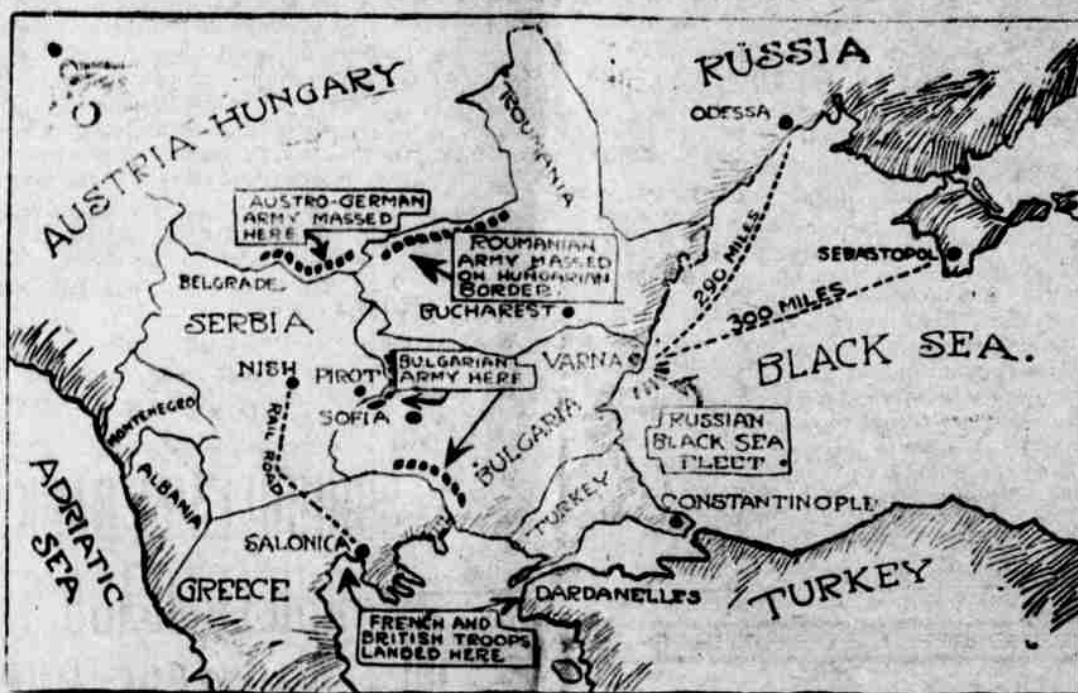 AUSTRIA-HUNGARY
RUSSIA
ROUMANIA
ODESSA
AUSTRO-GERMAN
ARMY MASSED
HERE
ROUMANIAN
ARMY MASSED
ON HUNGARIAN
BORDER.
290 MILES
SEBASTOPOL
300 MILES
BELGRADE.
SERBIA
BUCHAREST
VARNA
BLACK SEA.
NISH
PIROT
BULGARIAN
ARMY HERE
SOFIA
RAIL ROAD
MONTENEGRO
ALBANIA
BULGARIA
RUSSIAN
BLACK SEA
FLEET
ADRIATIC
SEA
TURKEY
CONSTANTINOPLE
SALONICA
GREECE
DARDANELLES
TURKEY
FRENCH AND
BRITISH TROOPS
LANDED HERE